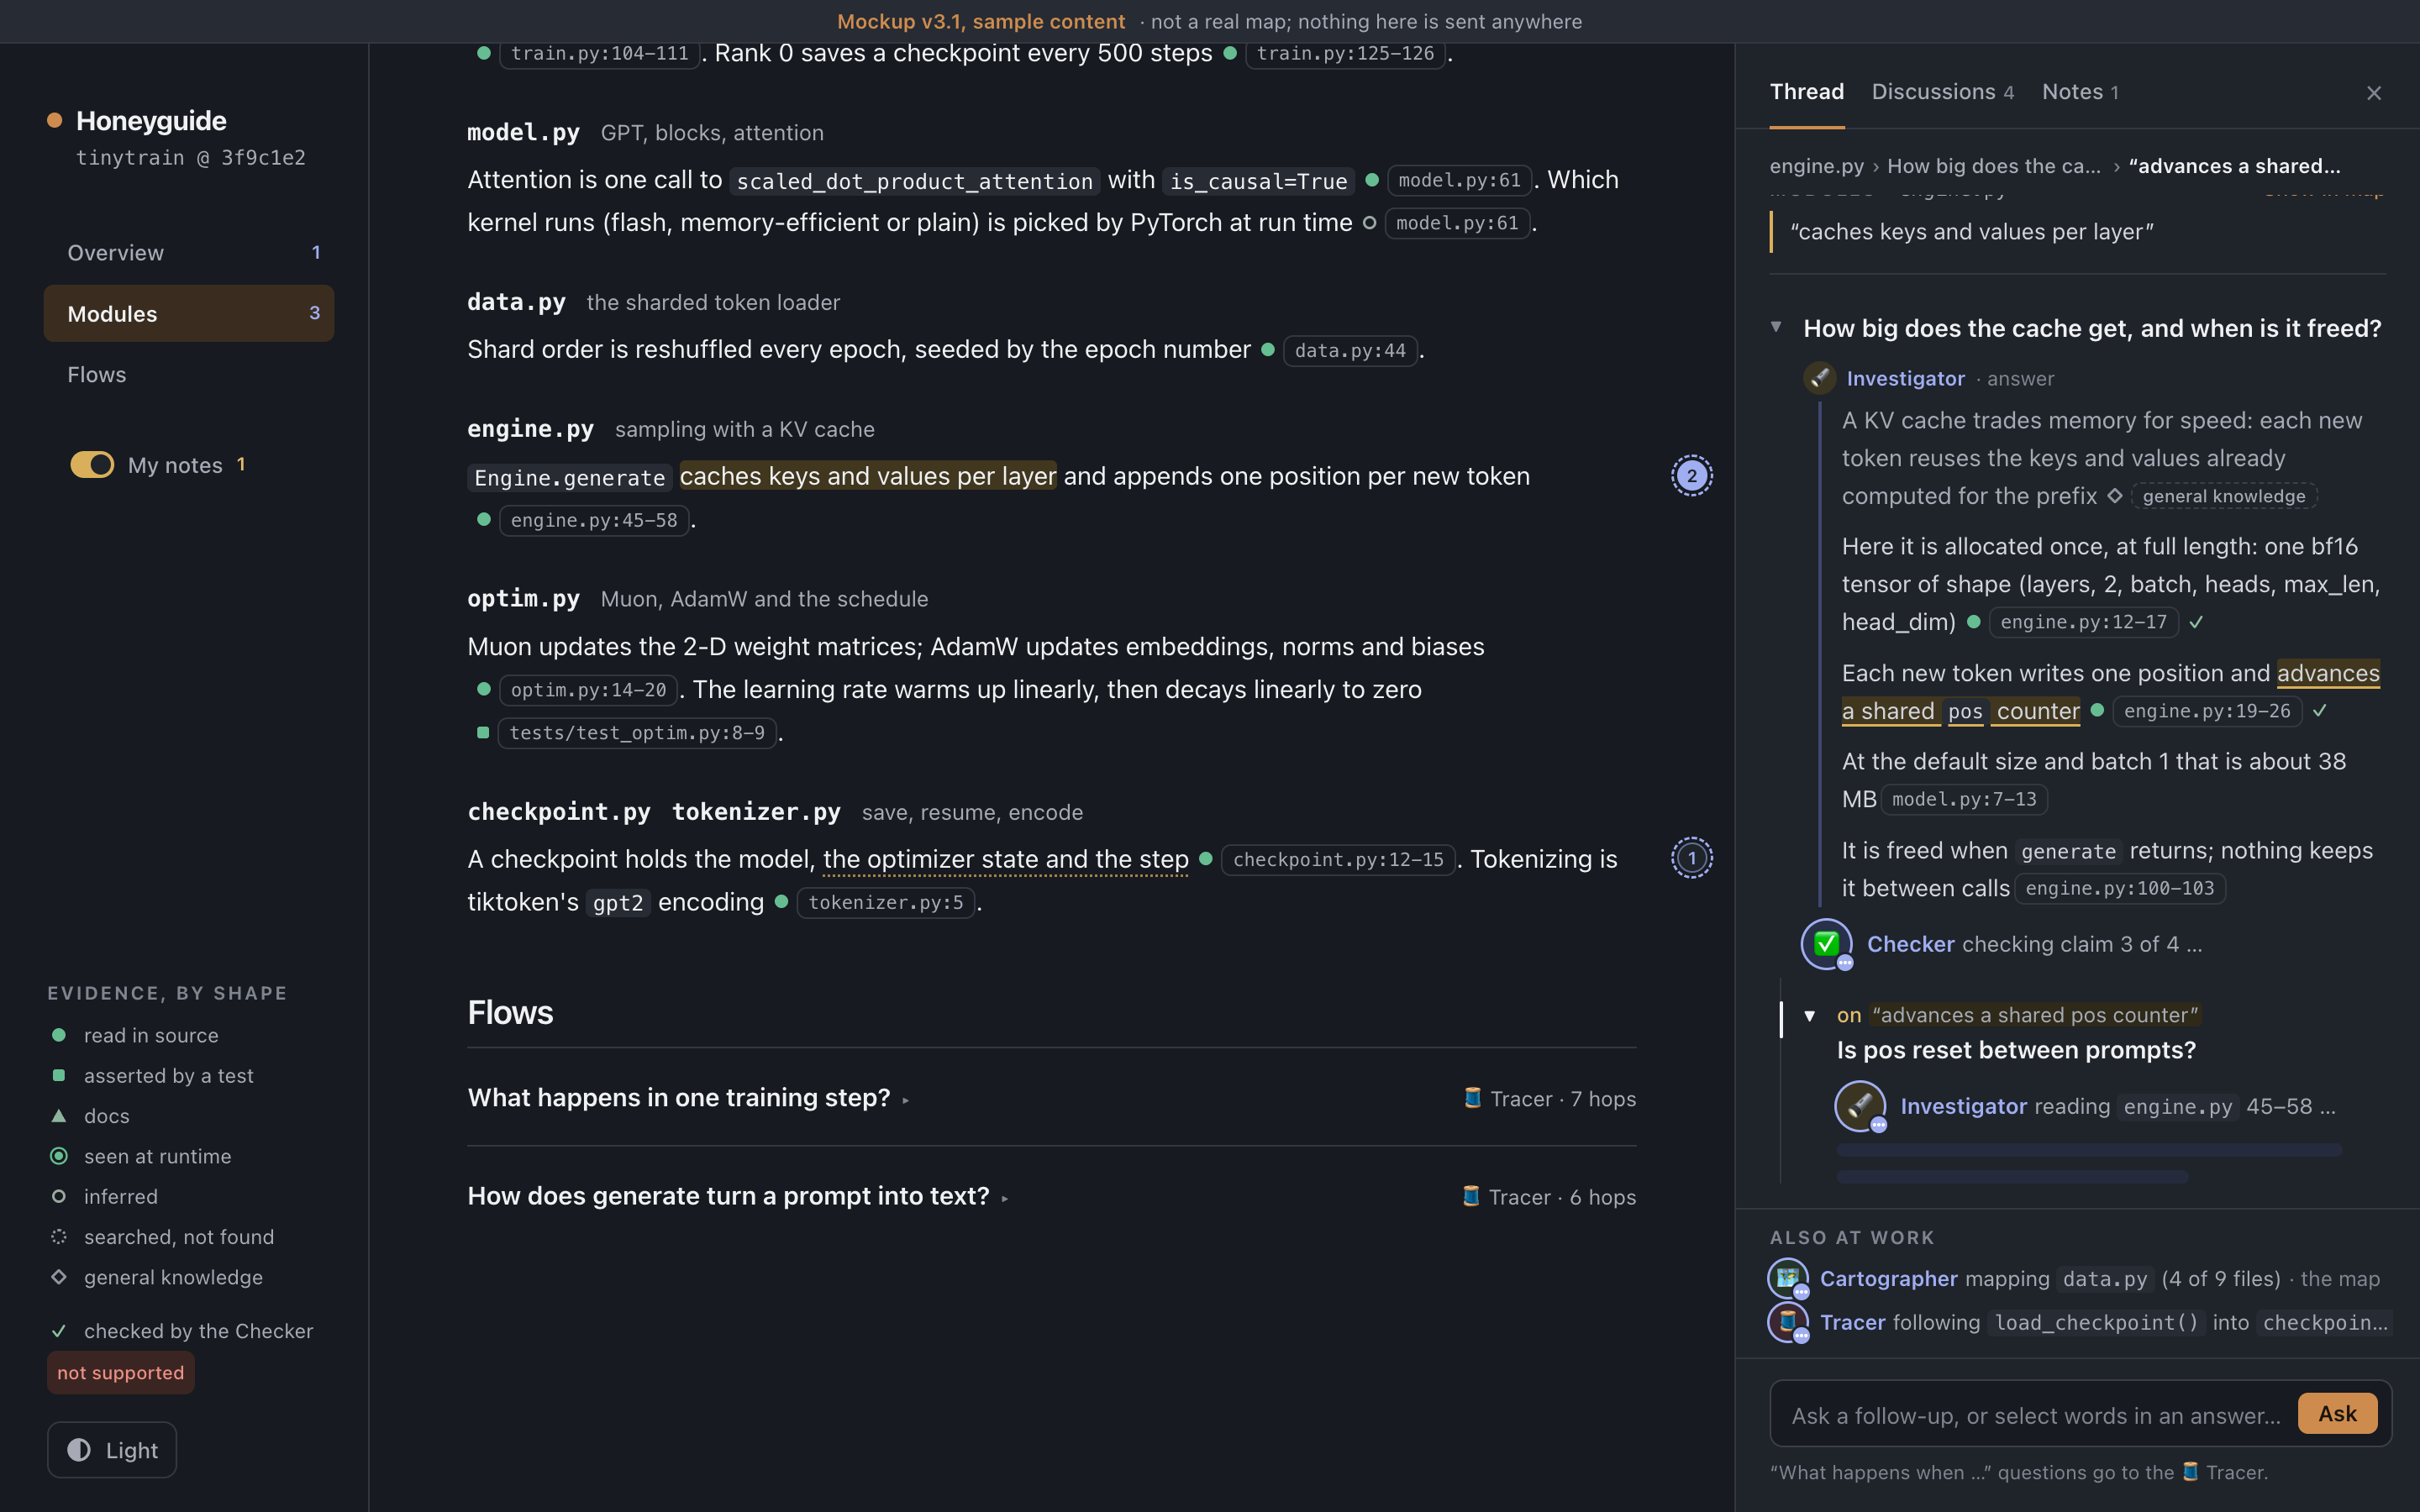 Mockup v3.1, sample content · not a real map; nothing here is sent anywhere
Honeyguide
tinytrain @ 3f9c1e2
Overview 1
Modules 3
Flows
My notes 1
EVIDENCE, BY SHAPE
read in source
asserted by a test
docs
seen at runtime
inferred
searched, not found
general knowledge
checked by the Checker
not supported
Light
train.py:104–111. Rank 0 saves a checkpoint every 500 steps train.py:125–126.
model.py GPT, blocks, attention
Attention is one call to scaled_dot_product_attention with is_causal=True model.py:61. Which
kernel runs (flash, memory-efficient or plain) is picked by PyTorch at run time model.py:61.
data.py the sharded token loader
Shard order is reshuffled every epoch, seeded by the epoch number data.py:44.
engine.py sampling with a KV cache
Engine.generate caches keys and values per layer and appends one position per new token 2
engine.py:45–58.
optim.py Muon, AdamW and the schedule
Muon updates the 2-D weight matrices; AdamW updates embeddings, norms and biases
optim.py:14–20. The learning rate warms up linearly, then decays linearly to zero
tests/test_optim.py:8–9.
checkpoint.py tokenizer.py save, resume, encode
A checkpoint holds the model, the optimizer state and the step checkpoint.py:12–15. Tokenizing is 1
tiktoken's gpt2 encoding tokenizer.py:5.
Flows
What happens in one training step? ▸ Tracer · 7 hops
How does generate turn a prompt into text? ▸ Tracer · 6 hops
Thread Discussions 4 Notes 1 ×
engine.py › How big does the ca... › “advances a shared...
“caches keys and values per layer”
How big does the cache get, and when is it freed?
Investigator · answer
A KV cache trades memory for speed: each new
token reuses the keys and values already
computed for the prefix general knowledge
Here it is allocated once, at full length: one bf16
tensor of shape (layers, 2, batch, heads, max_len,
head_dim) engine.py:12–17 ✓
Each new token writes one position and advances
a shared pos counter engine.py:19–26 ✓
At the default size and batch 1 that is about 38
MB model.py:7–13
It is freed when generate returns; nothing keeps
it between calls engine.py:100–103
Checker checking claim 3 of 4 ...
on “advances a shared pos counter”
Is pos reset between prompts?
Investigator reading engine.py 45–58 ...
ALSO AT WORK
Cartographer mapping data.py (4 of 9 files) · the map
Tracer following load_checkpoint() into checkpoin...
Ask a follow-up, or select words in an answer... Ask
“What happens when ...” questions go to the Tracer.